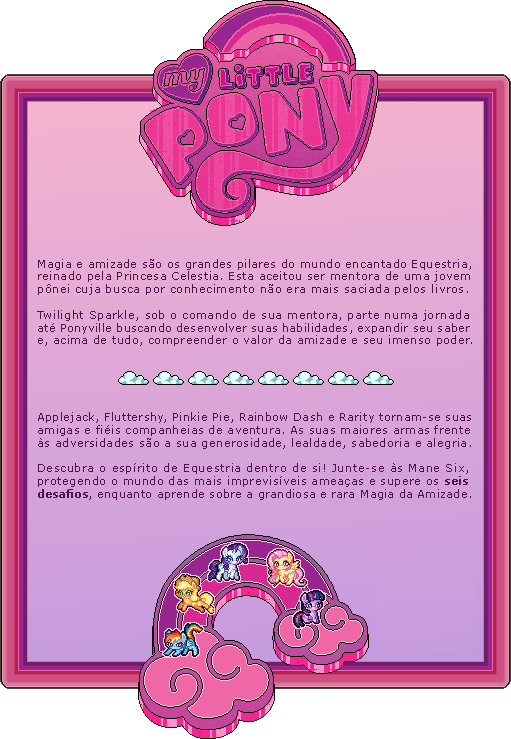 my
LiTTLE
PONY
Magia e amizade são os grandes pilares do mundo encantado Equestria,
reinado pela Princesa Celestia. Esta aceitou ser mentora de uma jovem
pônei cuja busca por conhecimento não era mais saciada pelos livros.
Twilight Sparkle, sob o comando de sua mentora, parte numa jornada
até Ponyville buscando desenvolver suas habilidades, expandir seu saber
e, acima de tudo, compreender o valor da amizade e seu imenso poder.
Applejack, Fluttershy, Pinkie Pie, Rainbow Dash e Rarity tornam-se suas
amigas e fiéis companheias de aventura. As suas maiores armas frente
às adversidades são a sua generosidade, lealdade, sabedoria e alegria.
Descubra o espírito de Equestria dentro de si! Junte-se às Mane Six,
protegendo o mundo das mais imprevisíveis ameaças e supere os seis
desafios, enquanto aprende sobre a grandiosa e rara Magia da Amizade.